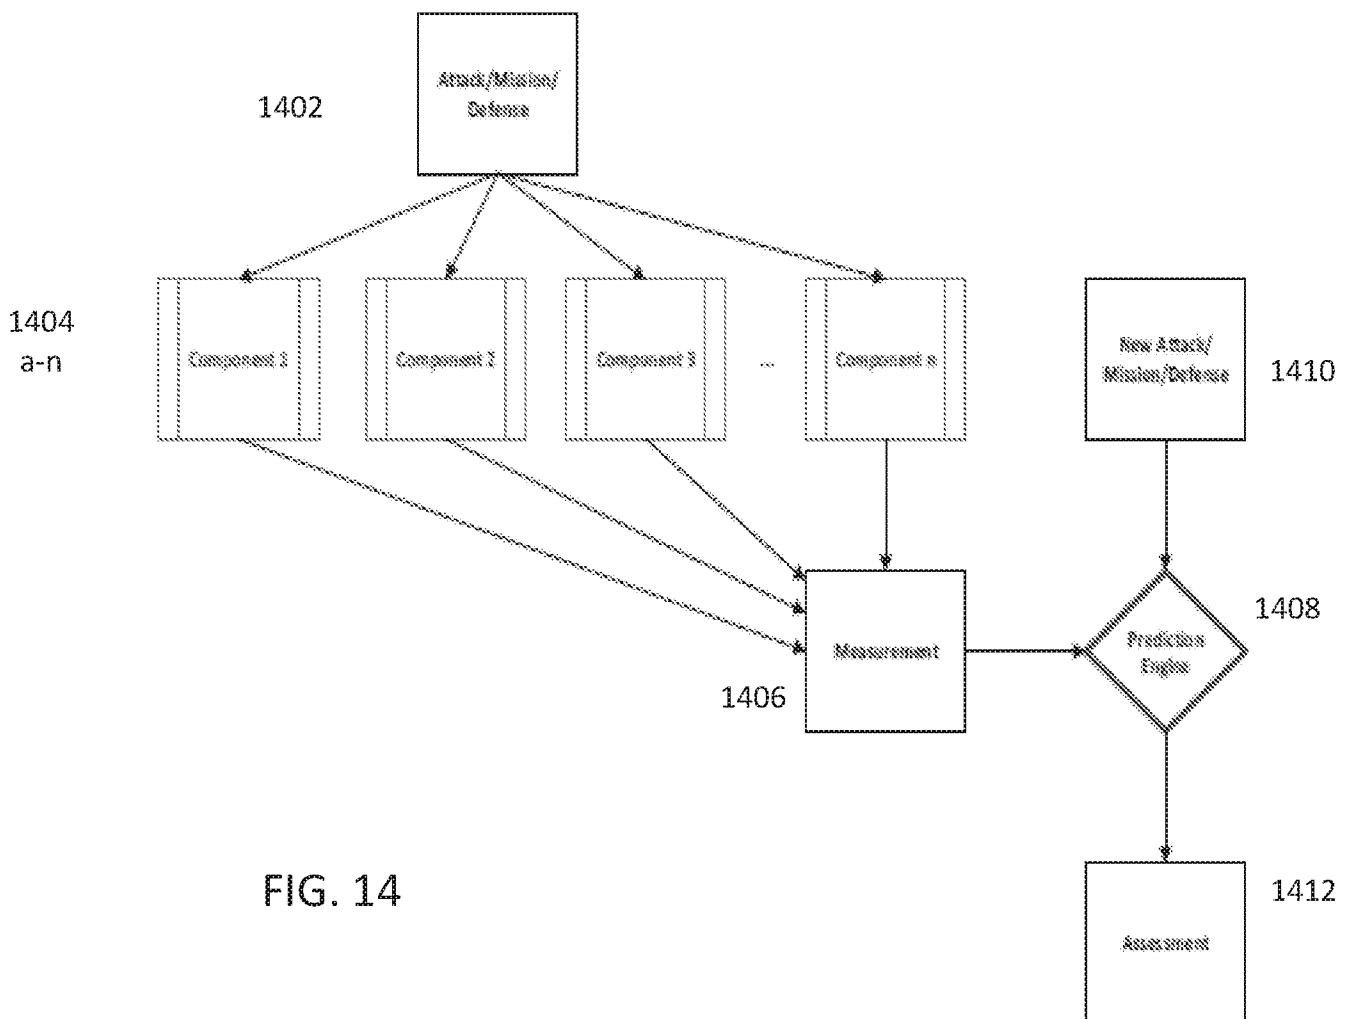 Attack/Mission/
Defense
1402
1404
a-n
Component 1
Component 2
Component 3
...
Component n
New Attack/
Mission/Defense
1410
Measurement
1406
Prediction
Engine
1408
Assessment
1412
FIG. 14